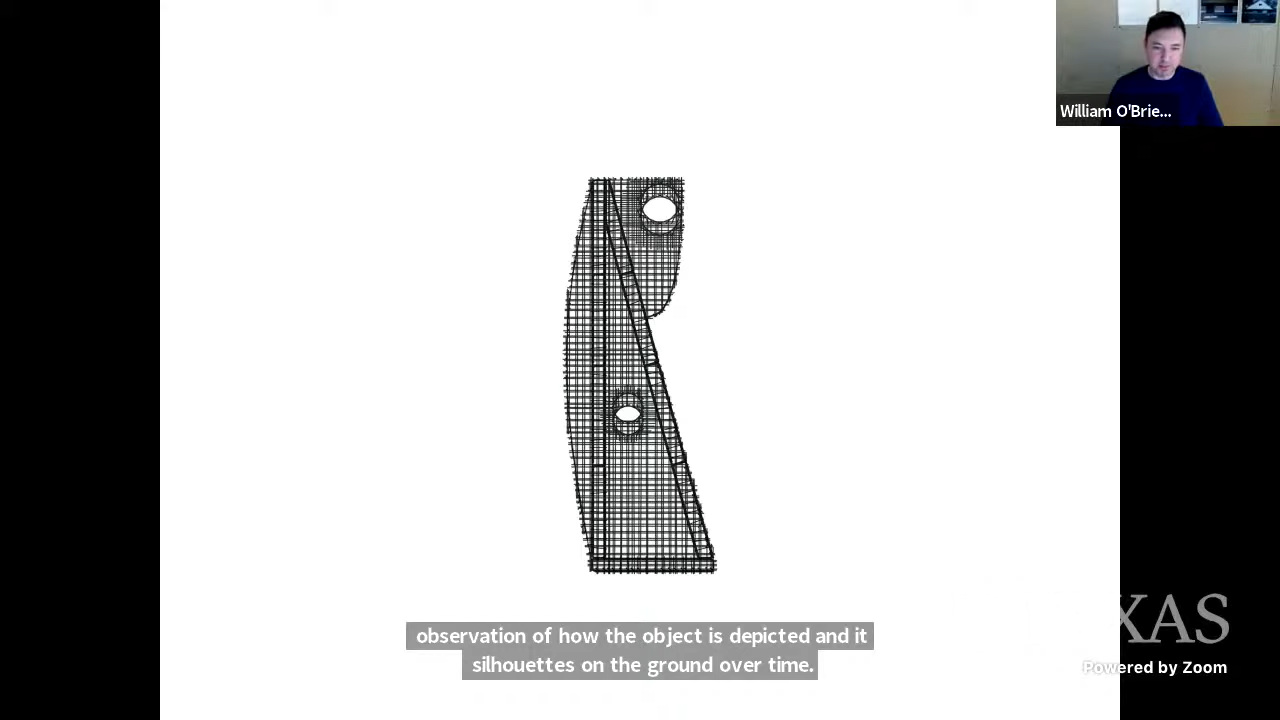 William O'Brie...
observation of how the object is depicted and it
silhouettes on the ground over time.
XAS
Powered by Zoom